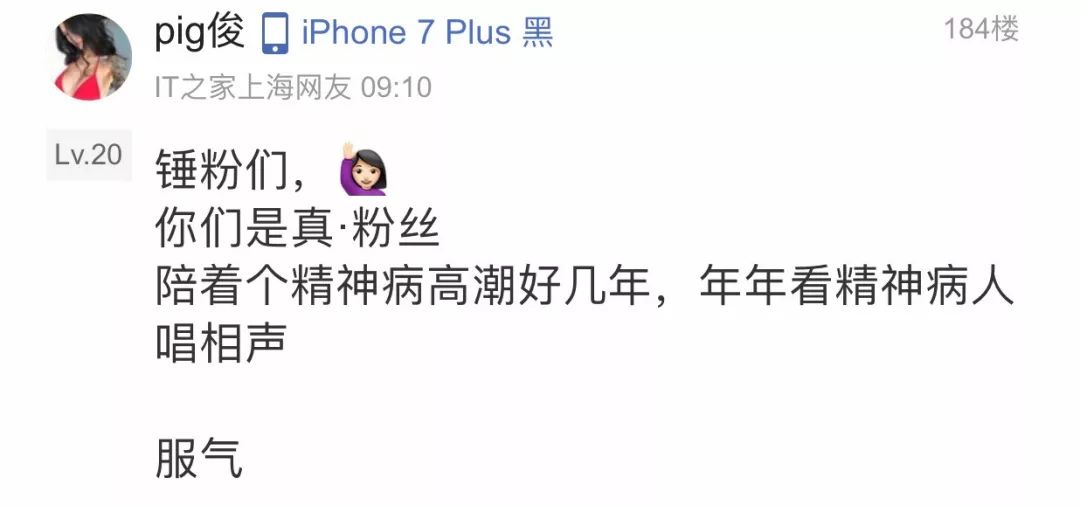 pig俊 iPhone 7 Plus 黑 184楼
IT之家上海网友 09:10
Lv.20
锤粉们，🙋🏻‍♀️
你们是真·粉丝
陪着个精神病高潮好几年，年年看精神病人
唱相声
服气